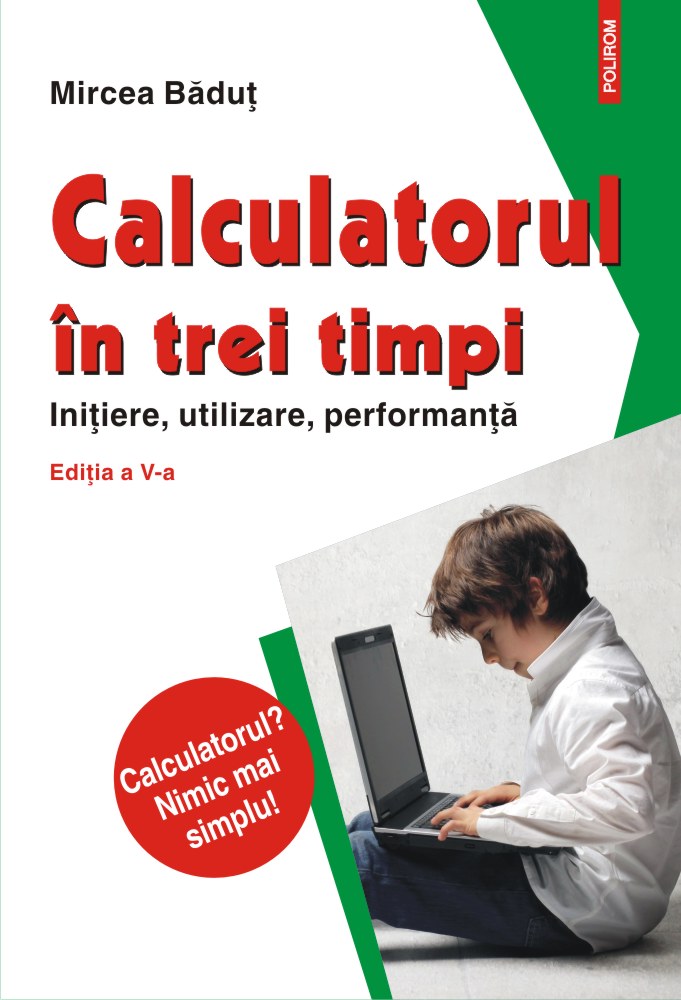 POLIROM
Mircea Băduţ
Calculatorul
în trei timpi
Iniţiere, utilizare, performanţă
Ediţia a V-a
Calculatorul?
Nimic mai
simplu!